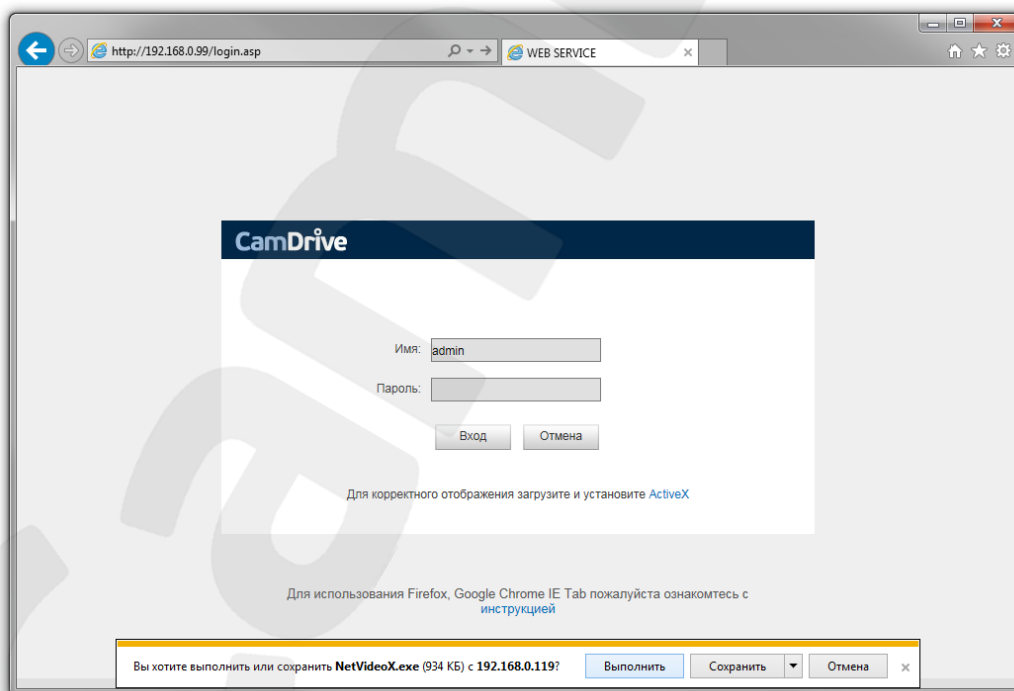 http://192.168.0.99/login.asp
WEB SERVICE
CamDrive
Имя: admin
Пароль:
Вход Отмена
Для корректного отображения загрузите и установите ActiveX
Для использования Firefox, Google Chrome IE Tab пожалуйста ознакомтесь с
инструкцией
Вы хотите выполнить или сохранить NetVideoX.exe (934 КБ) с 192.168.0.119? Выполнить Сохранить Отмена